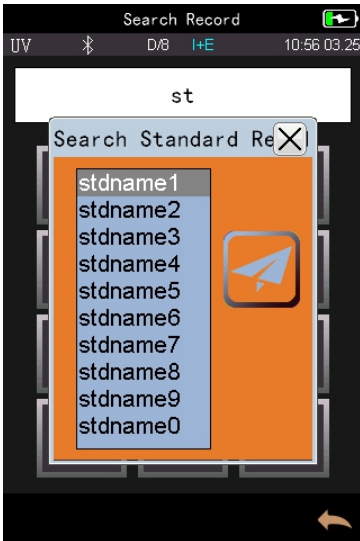 Search Record
UV D/8 I+E 10:56 03.25
st
Search Standard Re
stdname1
stdname2
stdname3
stdname4
stdname5
stdname6
stdname7
stdname8
stdname9
stdname0